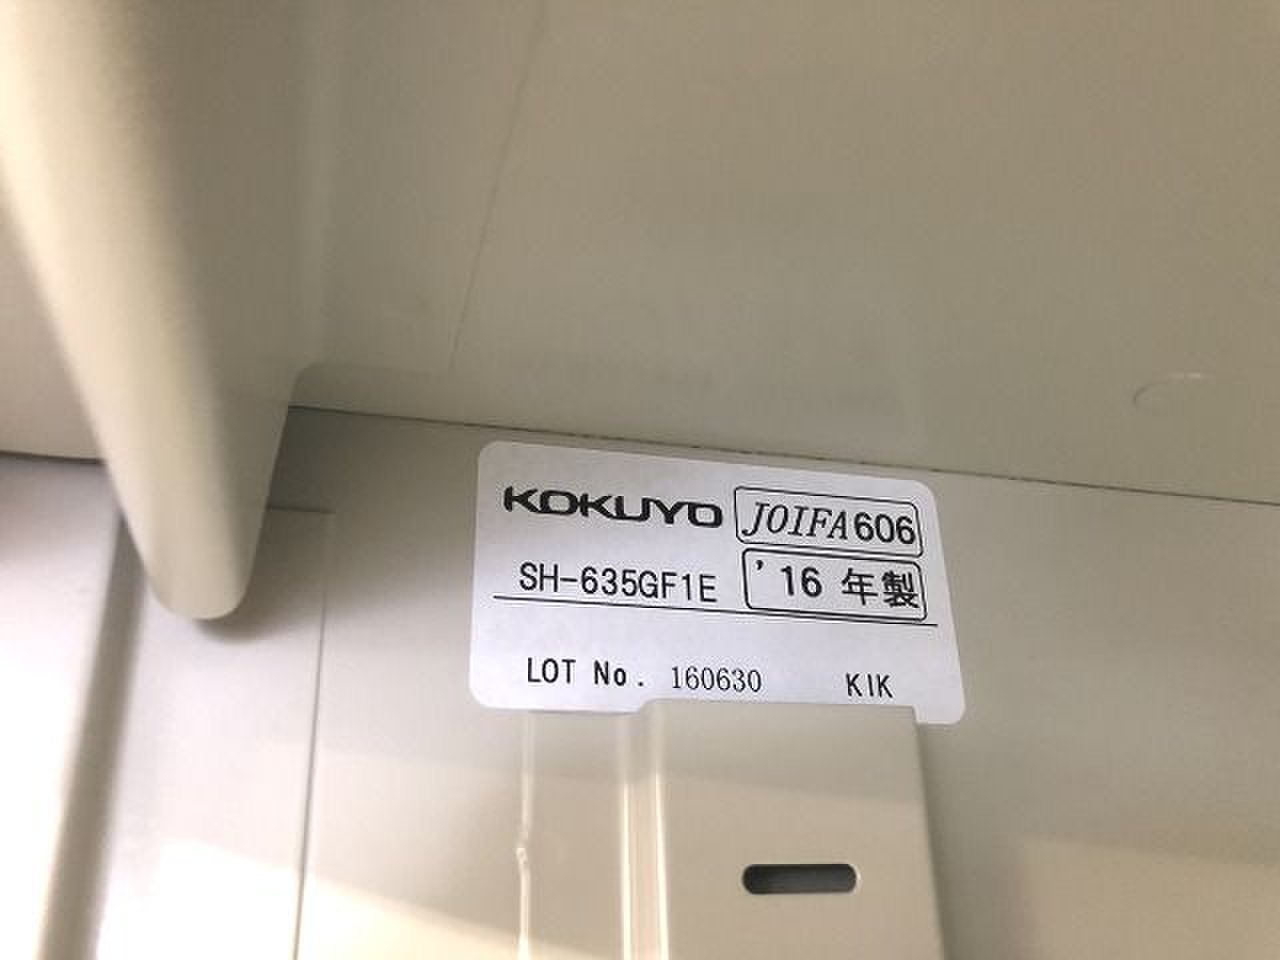 KOKUYO JOIFA606
SH-635GF1E '16 年製
LOT No. 160630 KIK